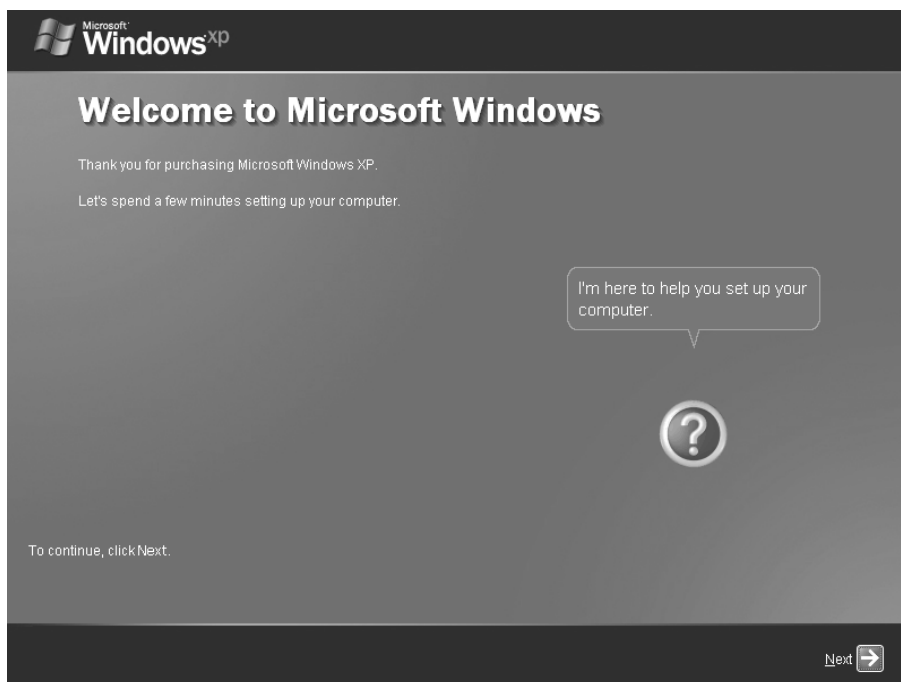 Microsoft
Windows xp
Welcome to Microsoft Windows
Thank you for purchasing Microsoft Windows XP.
Let's spend a few minutes setting up your computer.
I'm here to help you set up your
computer.
?
To continue, click Next.
Next